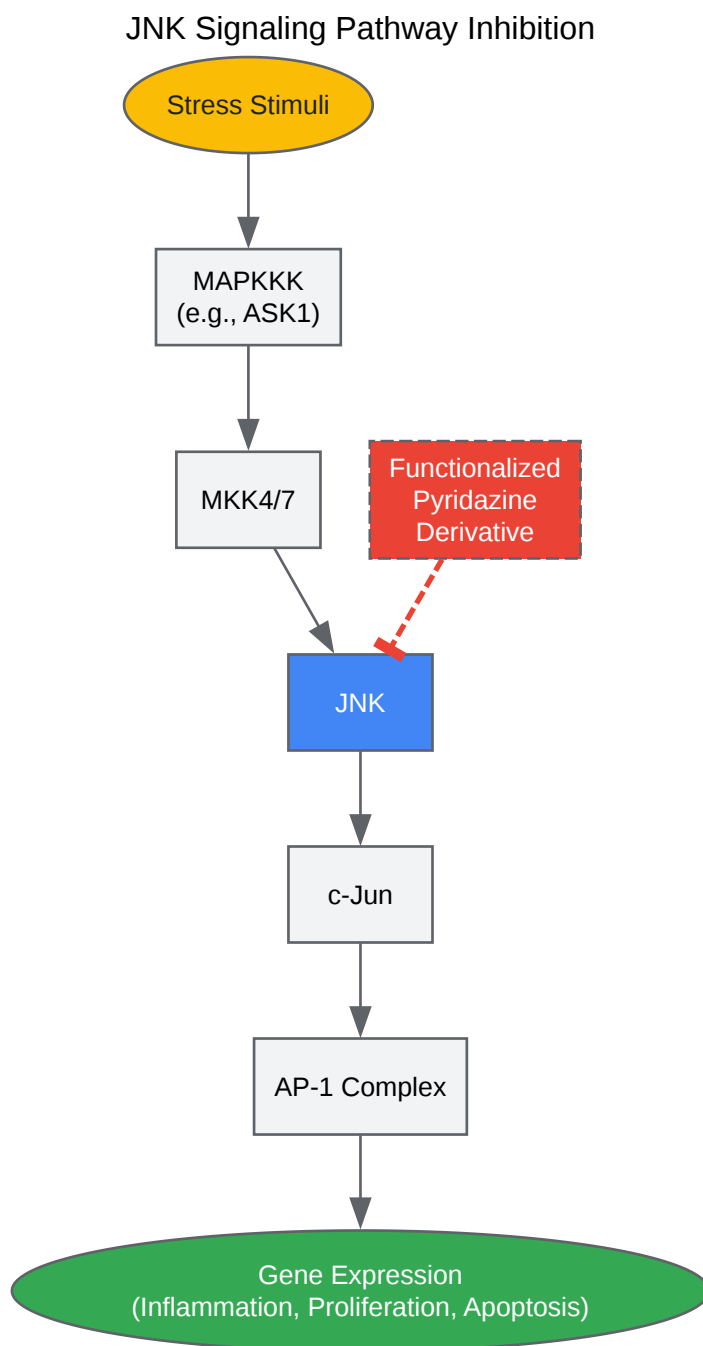 JNK Signaling Pathway Inhibition
Stress Stimuli
MAPKKK
(e.g., ASK1)
MKK4/7
Functionalized
Pyridazine
Derivative
JNK
c-Jun
AP-1 Complex
Gene Expression
(Inflammation, Proliferation, Apoptosis)